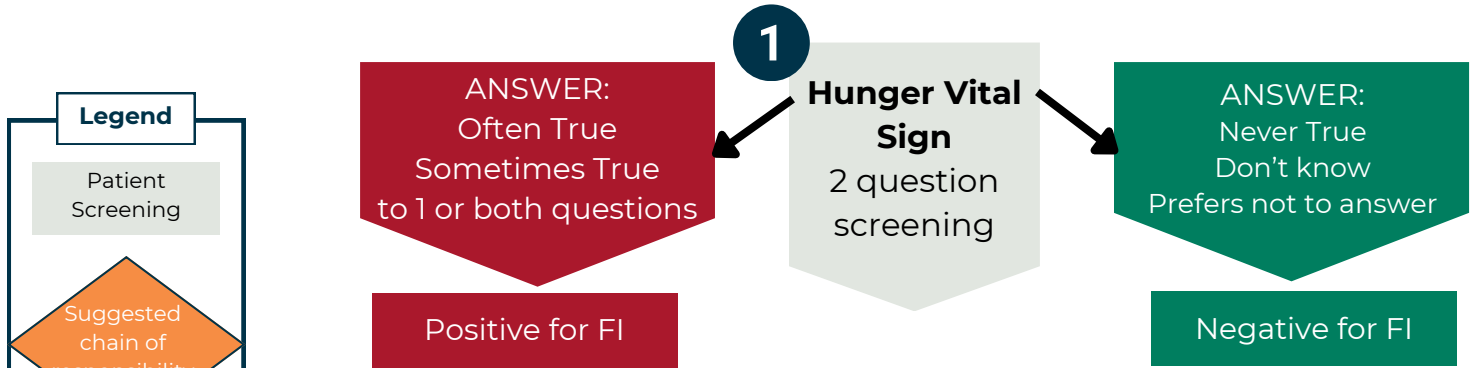 Legend
Patient
Screening
Suggested
chain of
responsibility
ANSWER:
Often True
Sometimes True
to 1 or both questions
Positive for FI
1
Hunger Vital
Sign
2 question
screening
ANSWER:
Never True
Don’t know
Prefers not to answer
Negative for FI